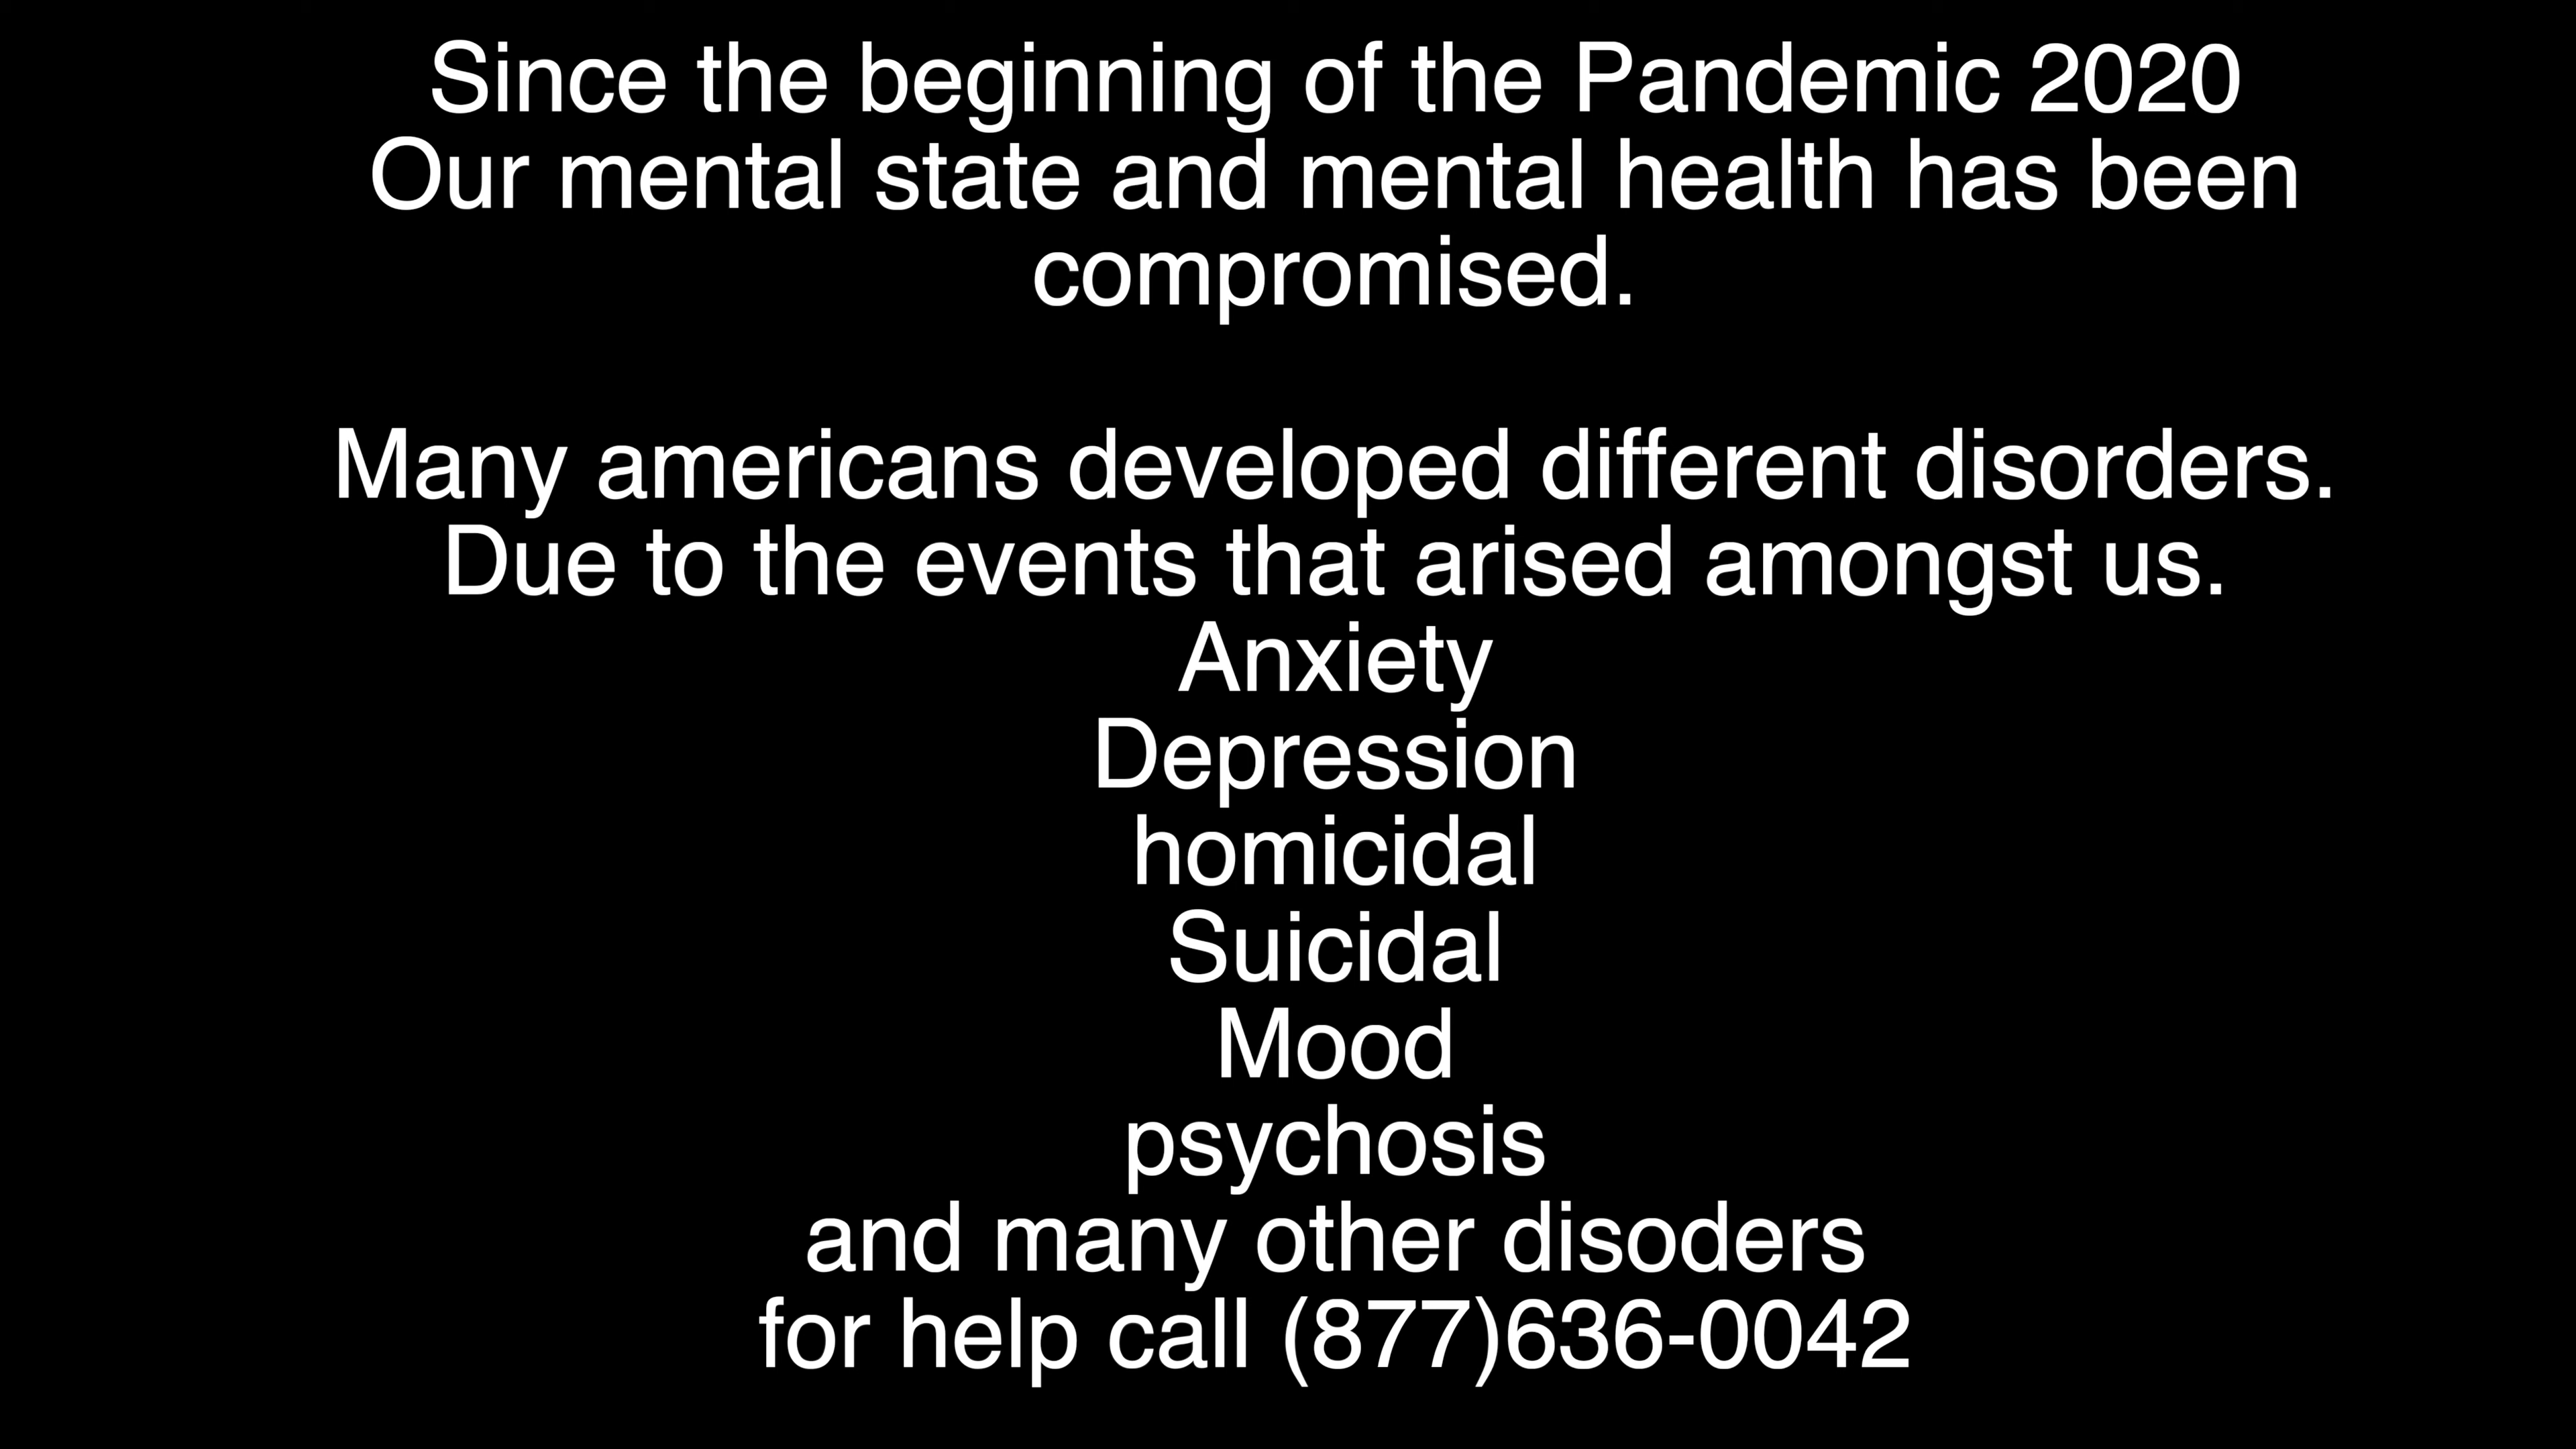 Since the beginning of the Pandemic 2020
Our mental state and mental health has been
compromised.
Many americans developed different disorders.
Due to the events that arised amongst us.
Anxiety
Depression
homicidal
Suicidal
Mood
psychosis
and many other disoders
for help call (877)636-0042